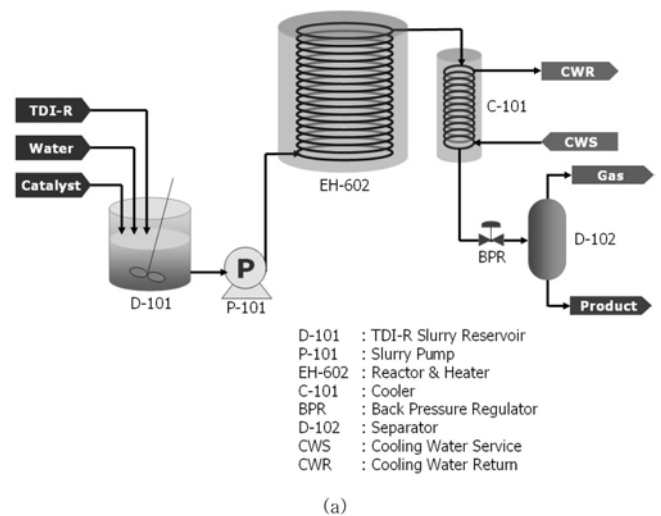 TDI-R
Water
Catalyst
D-101
P
P-101
EH-602
C-101
CWR
CWS
BPR
Gas
D-102
Product
D-101 : TDI-R Slurry Reservoir
P-101 : Slurry Pump
EH-602 : Reactor & Heater
C-101 : Cooler
BPR : Back Pressure Regulator
D-102 : Separator
CWS : Cooling Water Service
CWR : Cooling Water Return
(a)